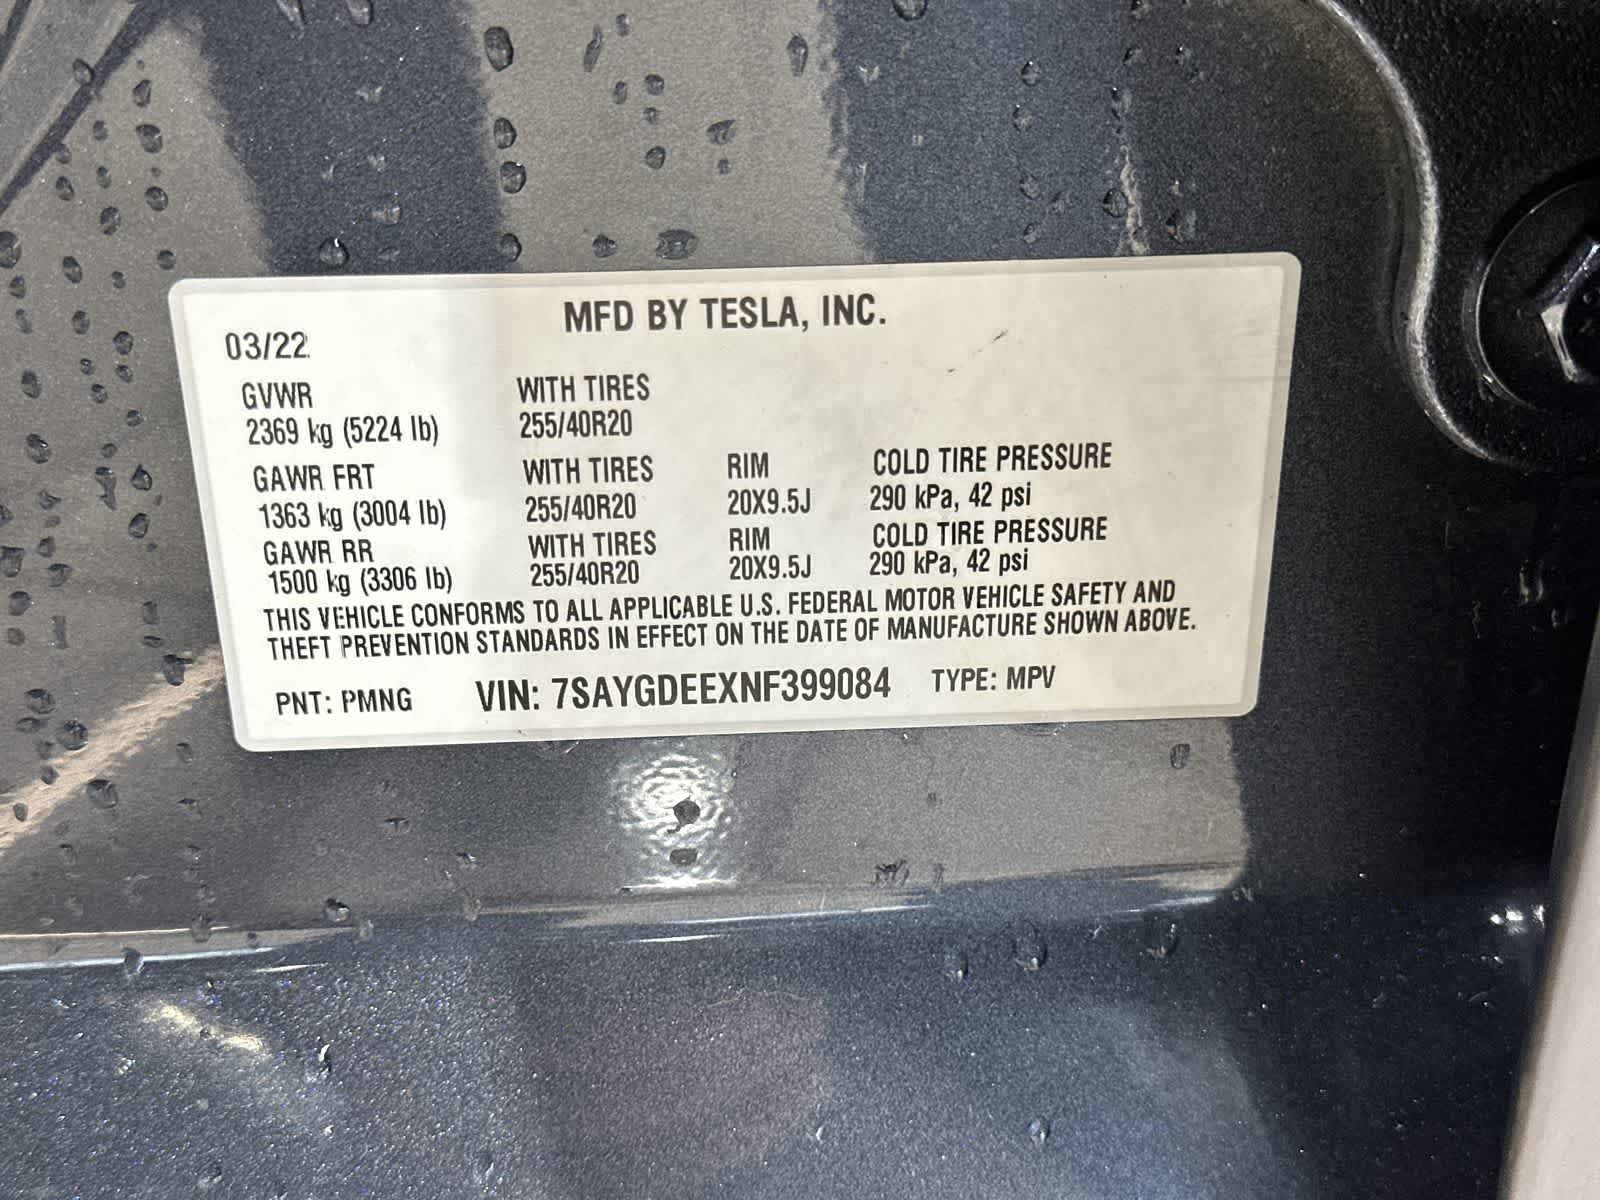 MFD BY TESLA, INC.
03/22
GVWR WITH TIRES
2369 kg (5224 lb) 255/40R20
GAWR FRT WITH TIRES RIM COLD TIRE PRESSURE
1363 kg (3004 lb) 255/40R20 20X9.5J 290 kPa, 42 psi
GAWR RR WITH TIRES RIM COLD TIRE PRESSURE
1500 kg (3306 lb) 255/40R20 20X9.5J 290 kPa, 42 psi
THIS VEHICLE CONFORMS TO ALL APPLICABLE U.S. FEDERAL MOTOR VEHICLE SAFETY AND
THEFT PREVENTION STANDARDS IN EFFECT ON THE DATE OF MANUFACTURE SHOWN ABOVE.
PNT: PMNG VIN: 7SAYGDEEXNF399084 TYPE: MPV